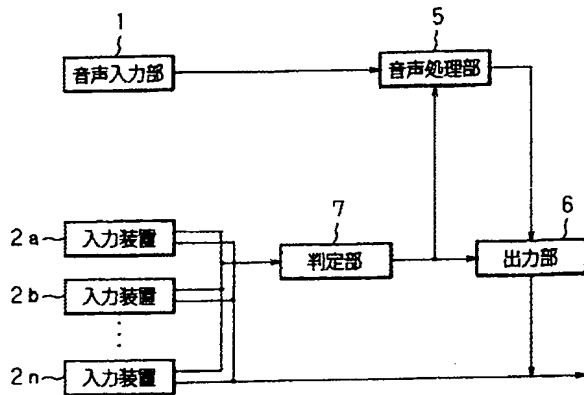 1
音声入力部
5
音声処理部
2a
入力装置
7
判定部
6
出力部
2b
入力装置
2n
入力装置